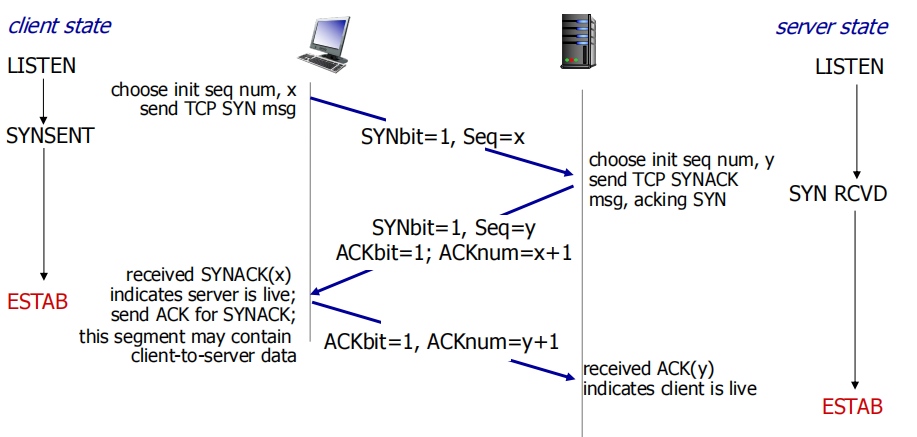 client state
server state
LISTEN
LISTEN
choose init seq num, x
send TCP SYN msg
SYNSENT
SYNbit=1, Seq=x
choose init seq num, y
send TCP SYNACK
msg, acking SYN
SYN RCVD
SYNbit=1, Seq=y
ACKbit=1; ACKnum=x+1
received SYNACK(x)
indicates server is live;
send ACK for SYNACK;
this segment may contain
client-to-server data
ESTAB
ACKbit=1, ACKnum=y+1
received ACK(y)
indicates client is live
ESTAB